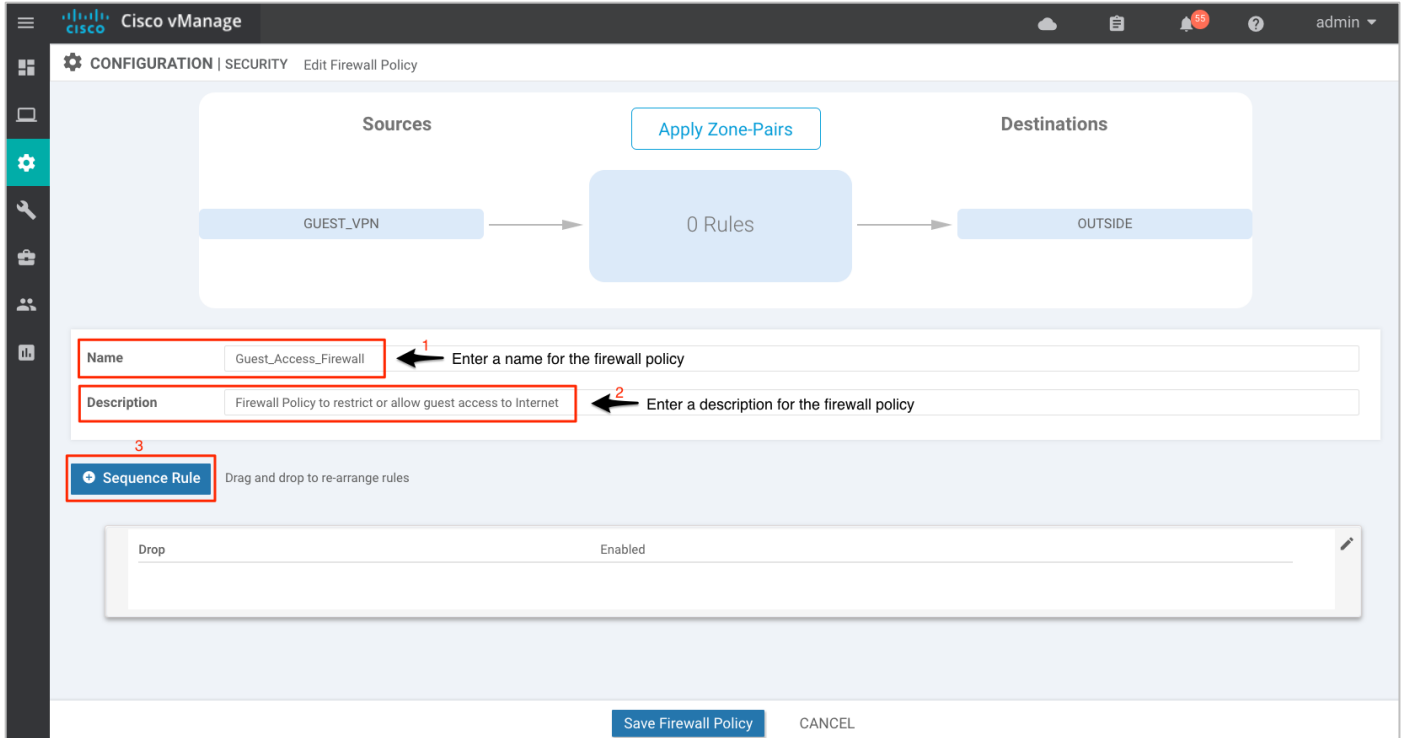 CISCO Cisco vManage 55 admin
CONFIGURATION | SECURITY Edit Firewall Policy
Sources Apply Zone-Pairs Destinations
GUEST_VPN 0 Rules OUTSIDE
1
Name Guest_Access_Firewall Enter a name for the firewall policy
2
Description Firewall Policy to restrict or allow guest access to Internet Enter a description for the firewall policy
3
Sequence Rule Drag and drop to re-arrange rules
Drop Enabled
Save Firewall Policy CANCEL